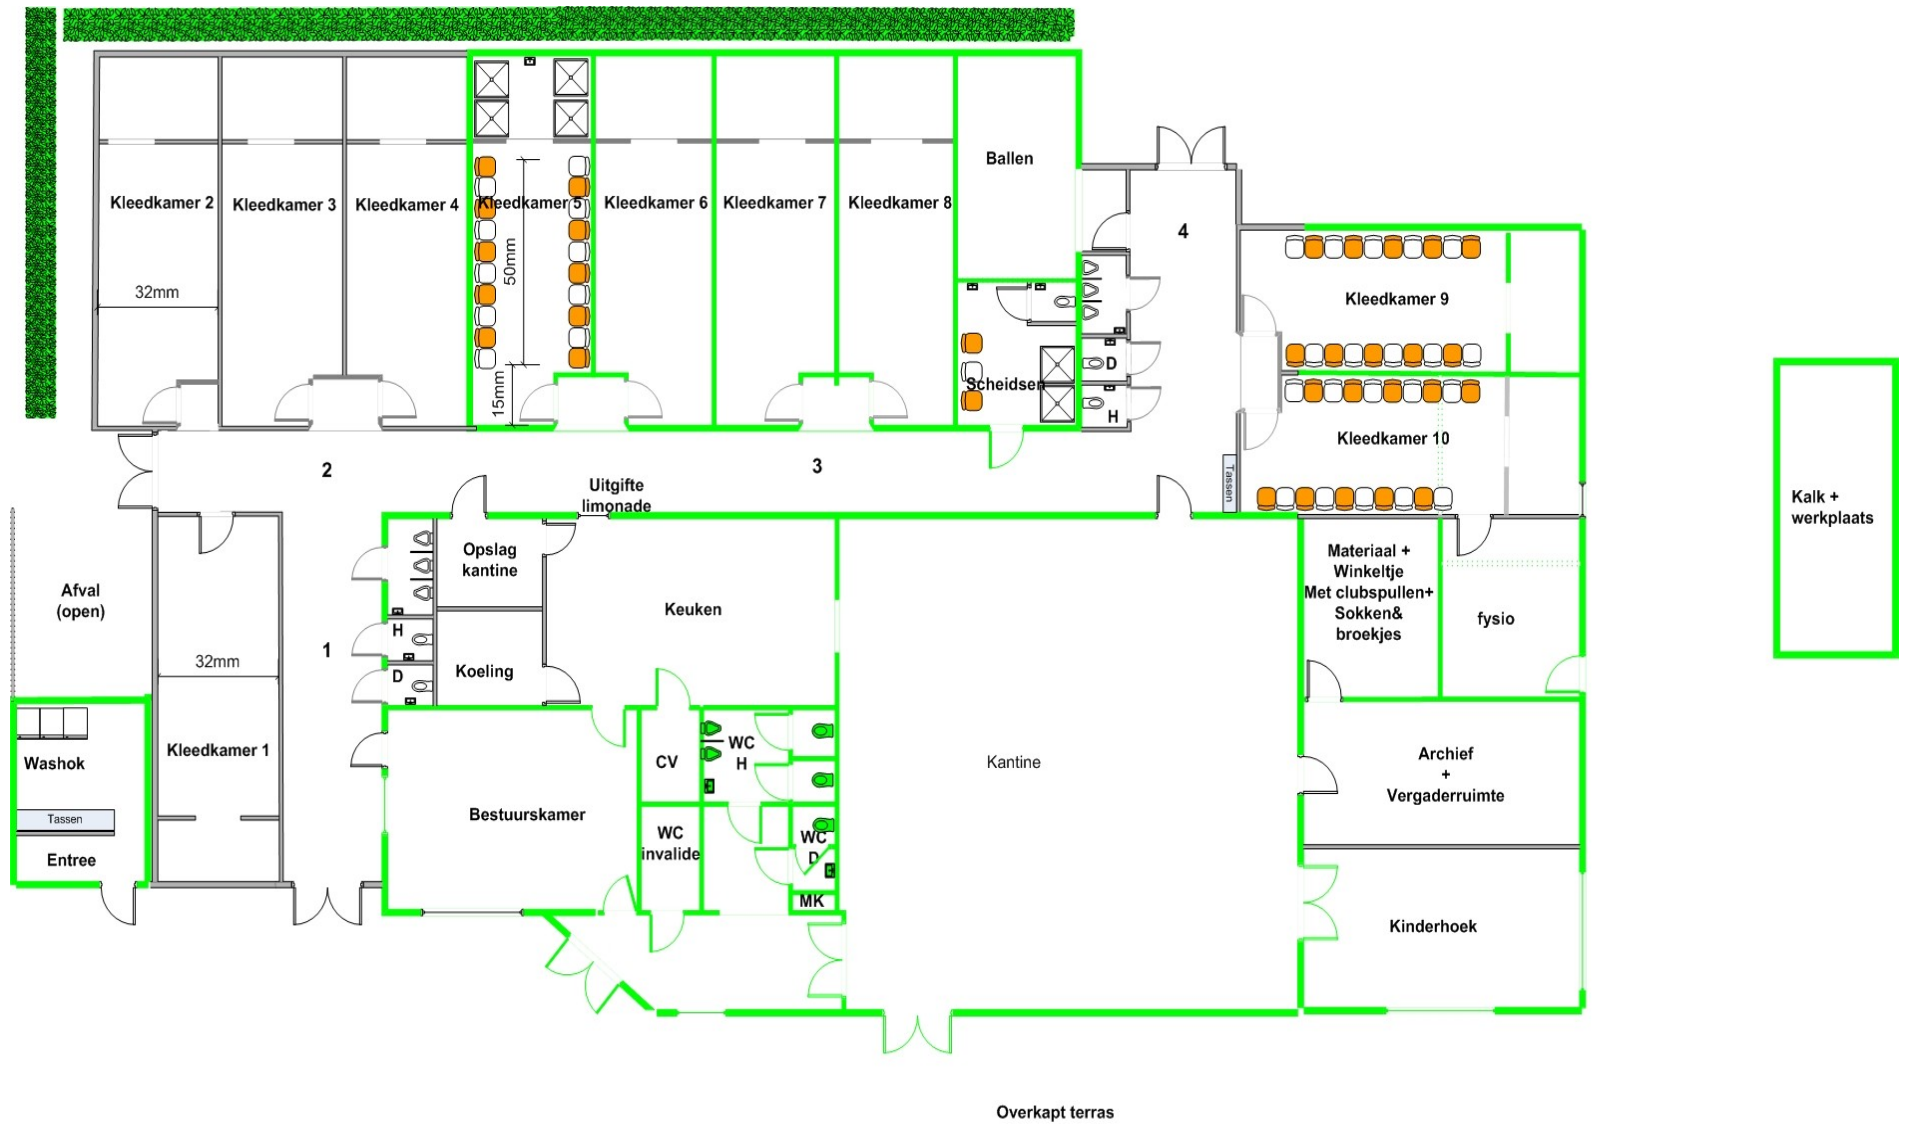 Ballen
Kleedkamer 2
Kleedkamer 3
Kleedkamer 4
Kleedkamer 5
Kleedkamer 6
Kleedkamer 7
Kleedkamer 8
4
50mm
32mm
Kleedkamer 9
D
Scheidsen
15mm
H
Kleedkamer 10
2
3
Tassen
Uitgifte
limonade
Kalk +
werkplaats
Opslag
kantine
Materiaal +
Winkeltje
Met clubspullen+
Sokken&
broekjes
Afval
(open)
Keuken
fysio
H
1
32mm
Koeling
D
Kleedkamer 1
WC
H
Washok
CV
Kantine
Archief
+
Vergaderruimte
Tassen
Bestuurskamer
WC
invalide
WC
D
Entree
MK
Kinderhoek
Overkapt terras